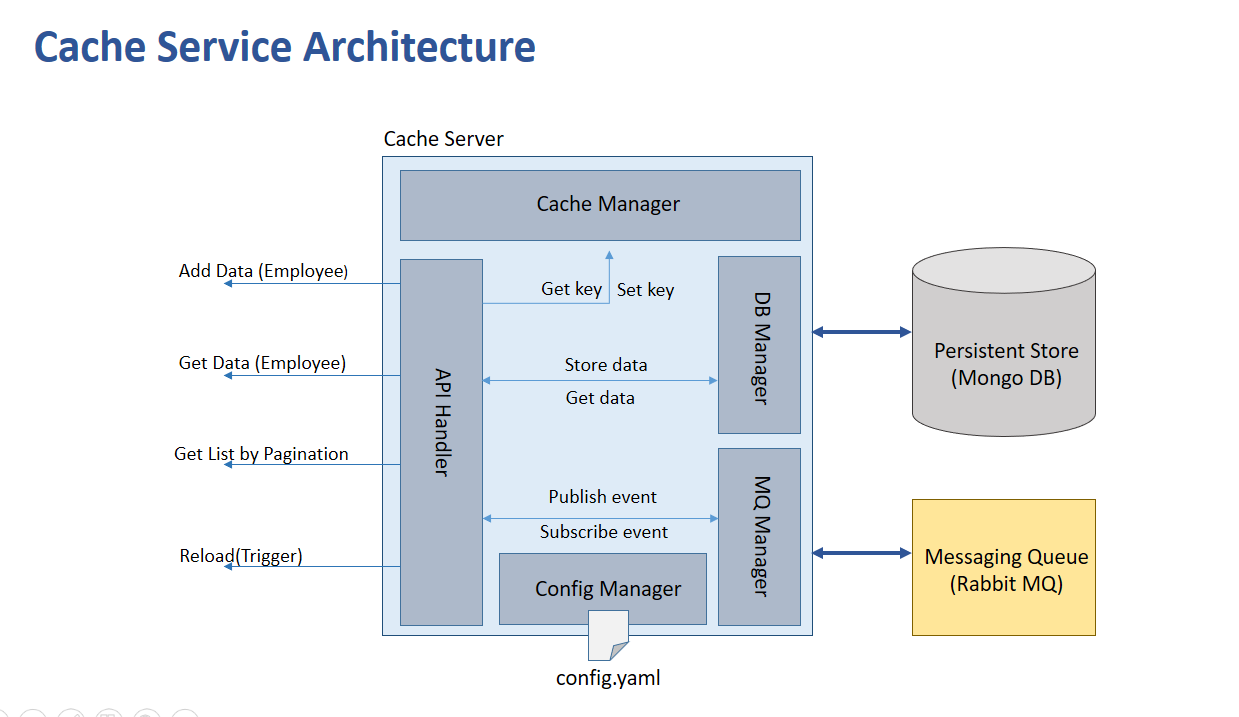 Cache Service Architecture
Cache Server
Cache Manager
Add Data (Employee)
Get key
Set key
DB Manager
Persistent Store
(Mongo DB)
Get Data (Employee)
Store data
Get data
API Handler
Get List by Pagination
Publish event
Subscribe event
MQ Manager
Messaging Queue
(Rabbit MQ)
Reload(Trigger)
Config Manager
config.yaml